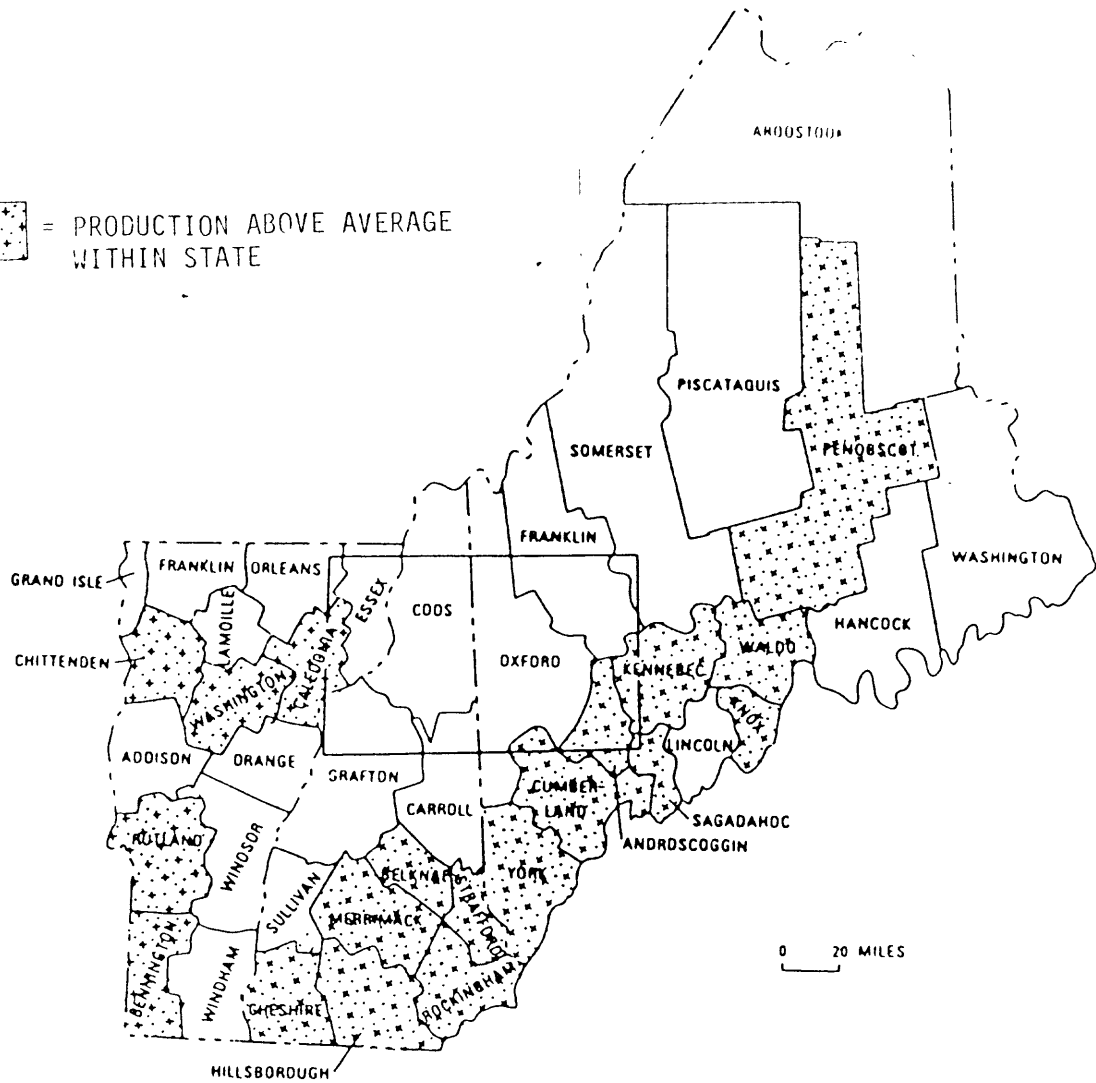 AROOSTOOK
= PRODUCTION ABOVE AVERAGE
WITHIN STATE
PISCATAQUIS
SOMERSET
PENOBSCOT
FRANKLIN
WASHINGTON
GRAND ISLE
FRANKLIN
ORLEANS
ESSEX
COOS
LAMOILLE
HANCOCK
CALEDONIA
OXFORD
KENNEBEC
WALDO
CHITTENDEN
WASHINGTON
KNOX
LINCOLN
ADDISON
ORANGE
GRAFTON
CUMBER-
LAND
CARROLL
SAGADAHOC
RUTLAND
ANDROSCOGGIN
WINDSOR
BELKNAP
YORK
SULLIVAN
STRAFFORD
MERRIMACK
0 20 MILES
BENNINGTON
WINDHAM
CHESHIRE
ROCKINGHAM
HILLSBOROUGH